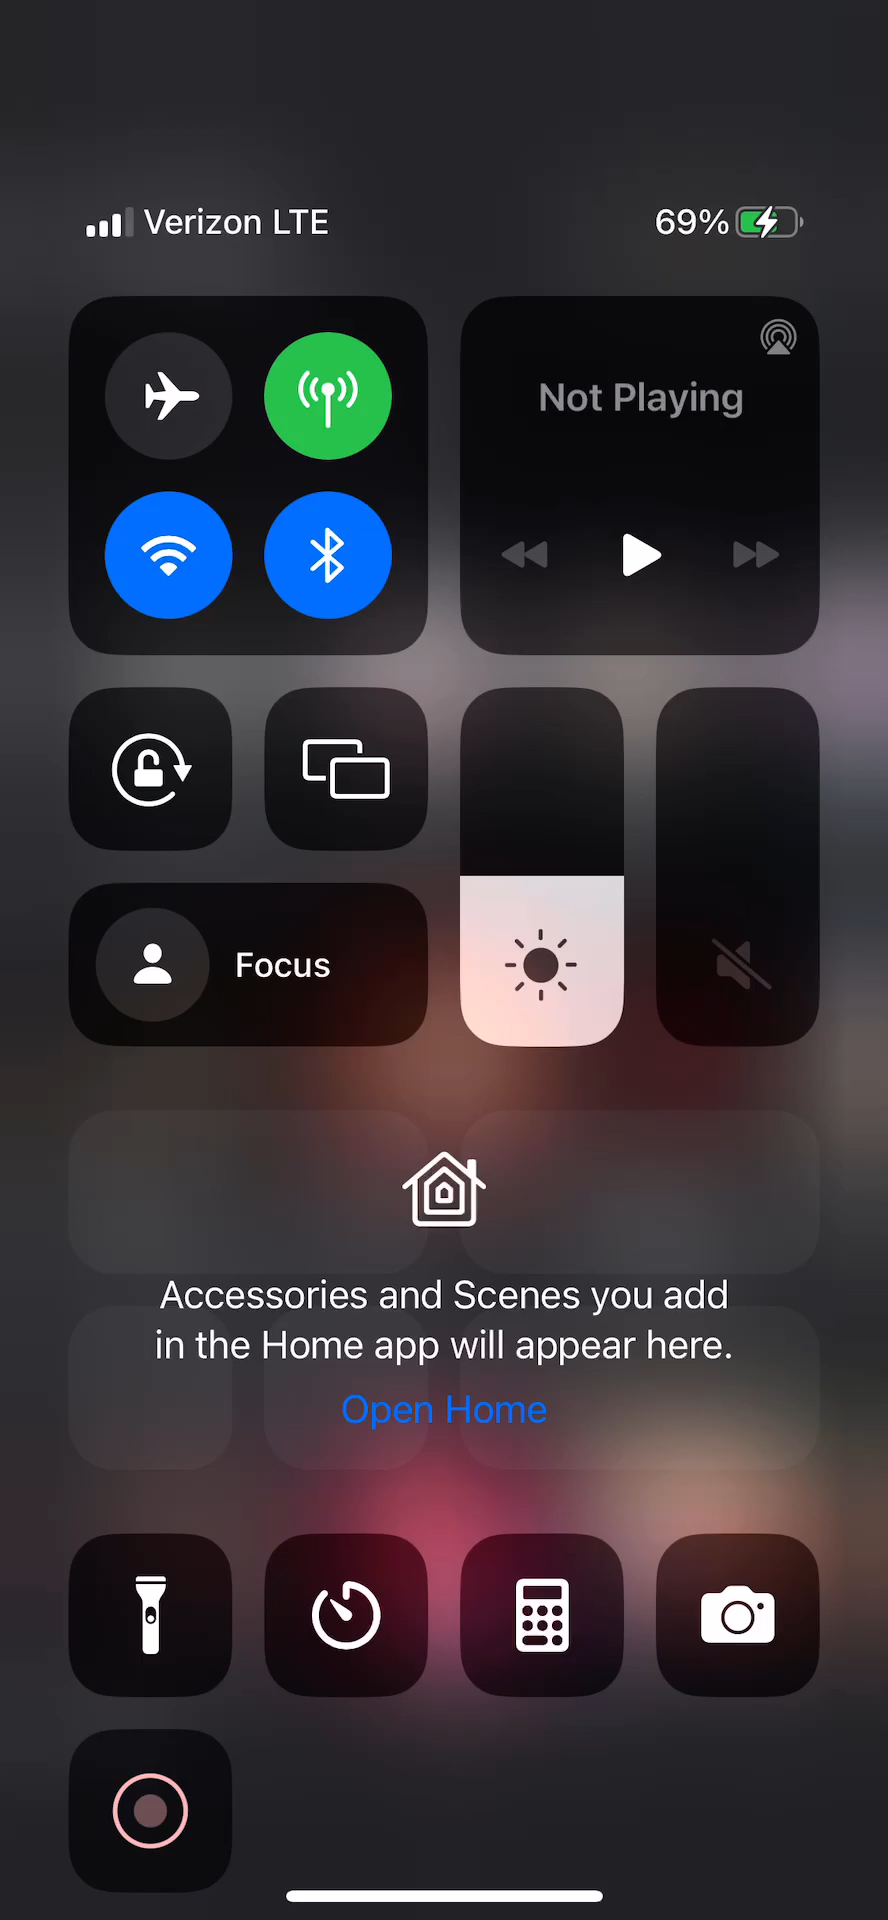 Verizon LTE
69%
Not Playing
Focus
Accessories and Scenes you add
in the Home app will appear here.
Open Home